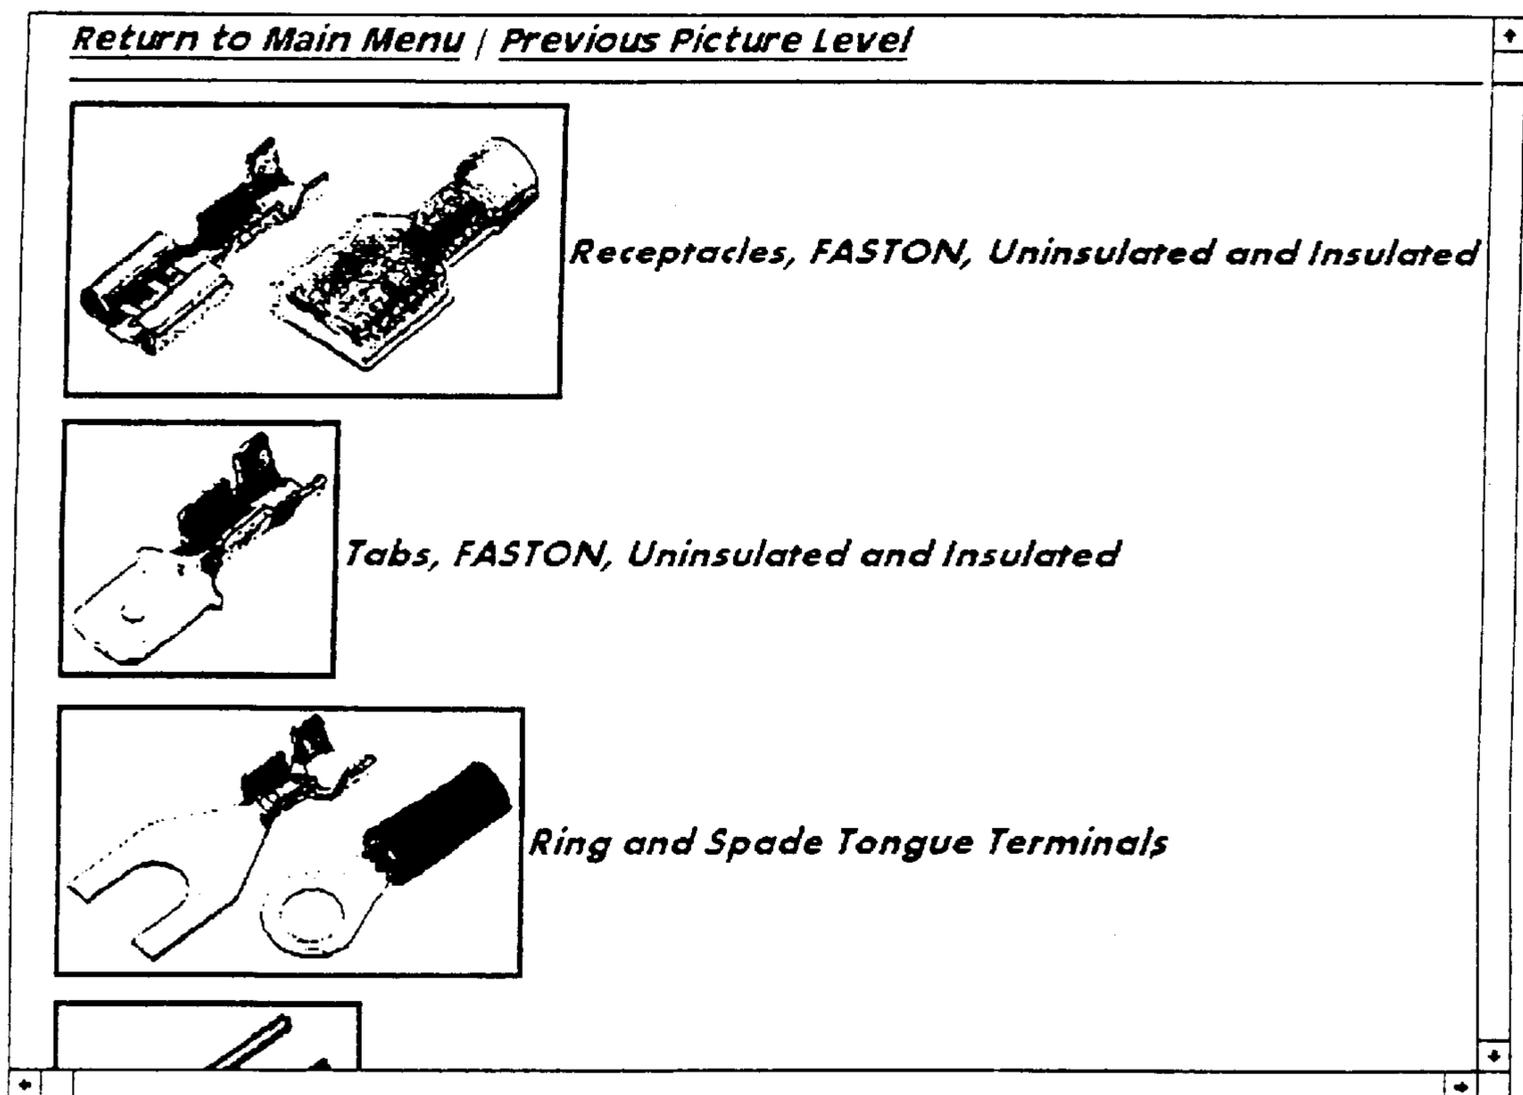 Return to Main Menu / Previous Picture Level
Receptacles, FASTON, Uninsulated and Insulated
Tabs, FASTON, Uninsulated and Insulated
Ring and Spade Tongue Terminals